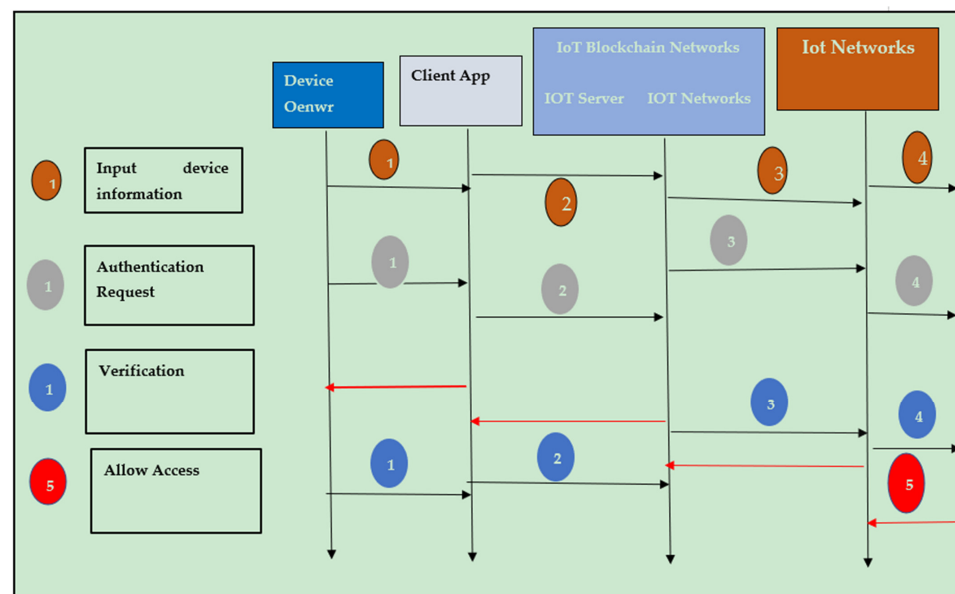 IoT Blockchain Networks
Iot Networks
Device
Oenwr
Client App
IOT Server IOT Networks
1
Input device
information
1
2
3
4
1
Authentication
Request
1
2
3
4
1
Verification
3
4
5
Allow Access
1
2
5